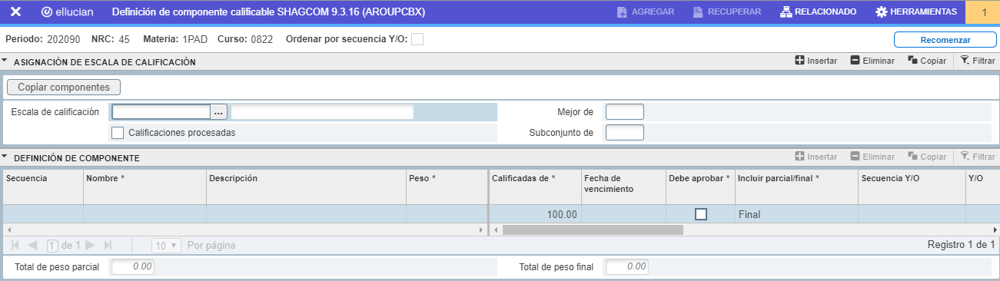 ellucian Definición de componente calificable SHAGCOM 9.3.16 (AROUPCBX) AGREGAR RECUPERAR RELACIONADO HERRAMIENTAS 1
Periodo: 202090 NRC: 45 Materia: 1PAD Curso: 0822 Ordenar por secuencia Y/O: Recomenzar
ASIGNACIÓN DE ESCALA DE CALIFICACIÓN Insertar Eliminar Copiar Filtrar
Copiar componentes
Escala de calificación ... Mejor de
Calificaciones procesadas Subconjunto de
DEFINICIÓN DE COMPONENTE Insertar Eliminar Copiar Filtrar
Secuencia Nombre * Descripción Peso * Calificadas de * Fecha de vencimiento Debe aprobar * Incluir parcial/final * Secuencia Y/O Y/O
100.00 Final
1 de 1 10 Por página Registro 1 de 1
Total de peso parcial 0.00 Total de peso final 0.00